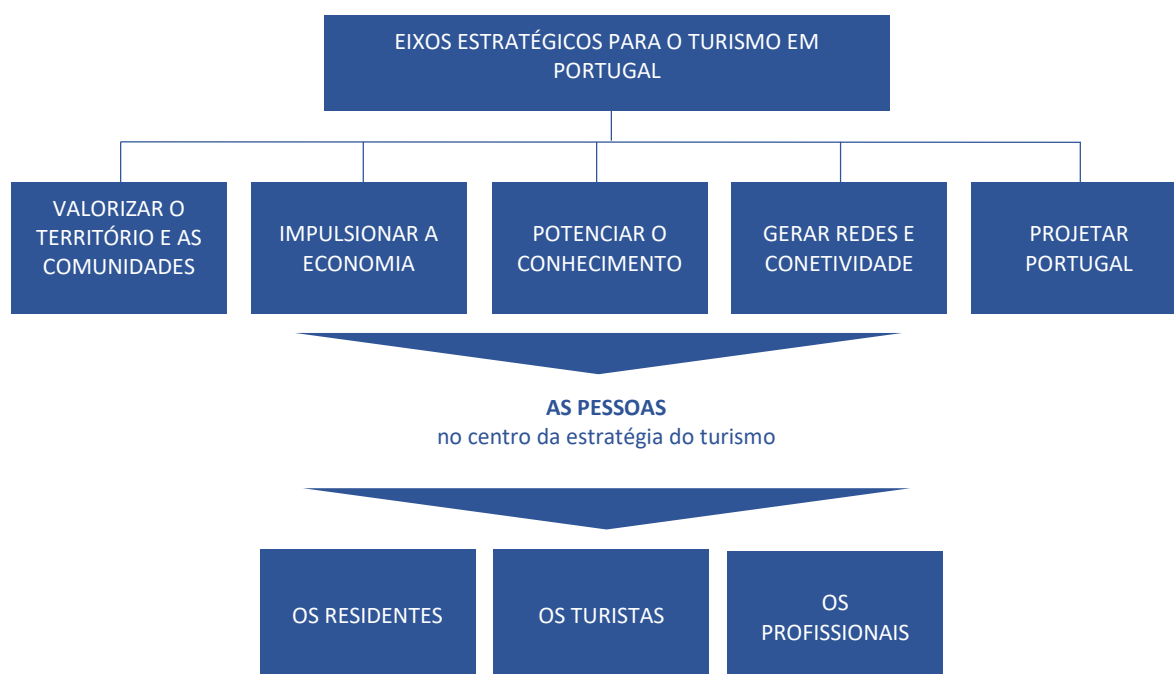 EIXOS ESTRATÉGICOS PARA O TURISMO EM
PORTUGAL
VALORIZAR O
TERRITÓRIO E AS
COMUNIDADES
IMPULSIONAR A
ECONOMIA
POTENCIAR O
CONHECIMENTO
GERAR REDES E
CONETIVIDADE
PROJETAR
PORTUGAL
AS PESSOAS
no centro da estratégia do turismo
OS RESIDENTES
OS TURISTAS
OS
PROFISSIONAIS